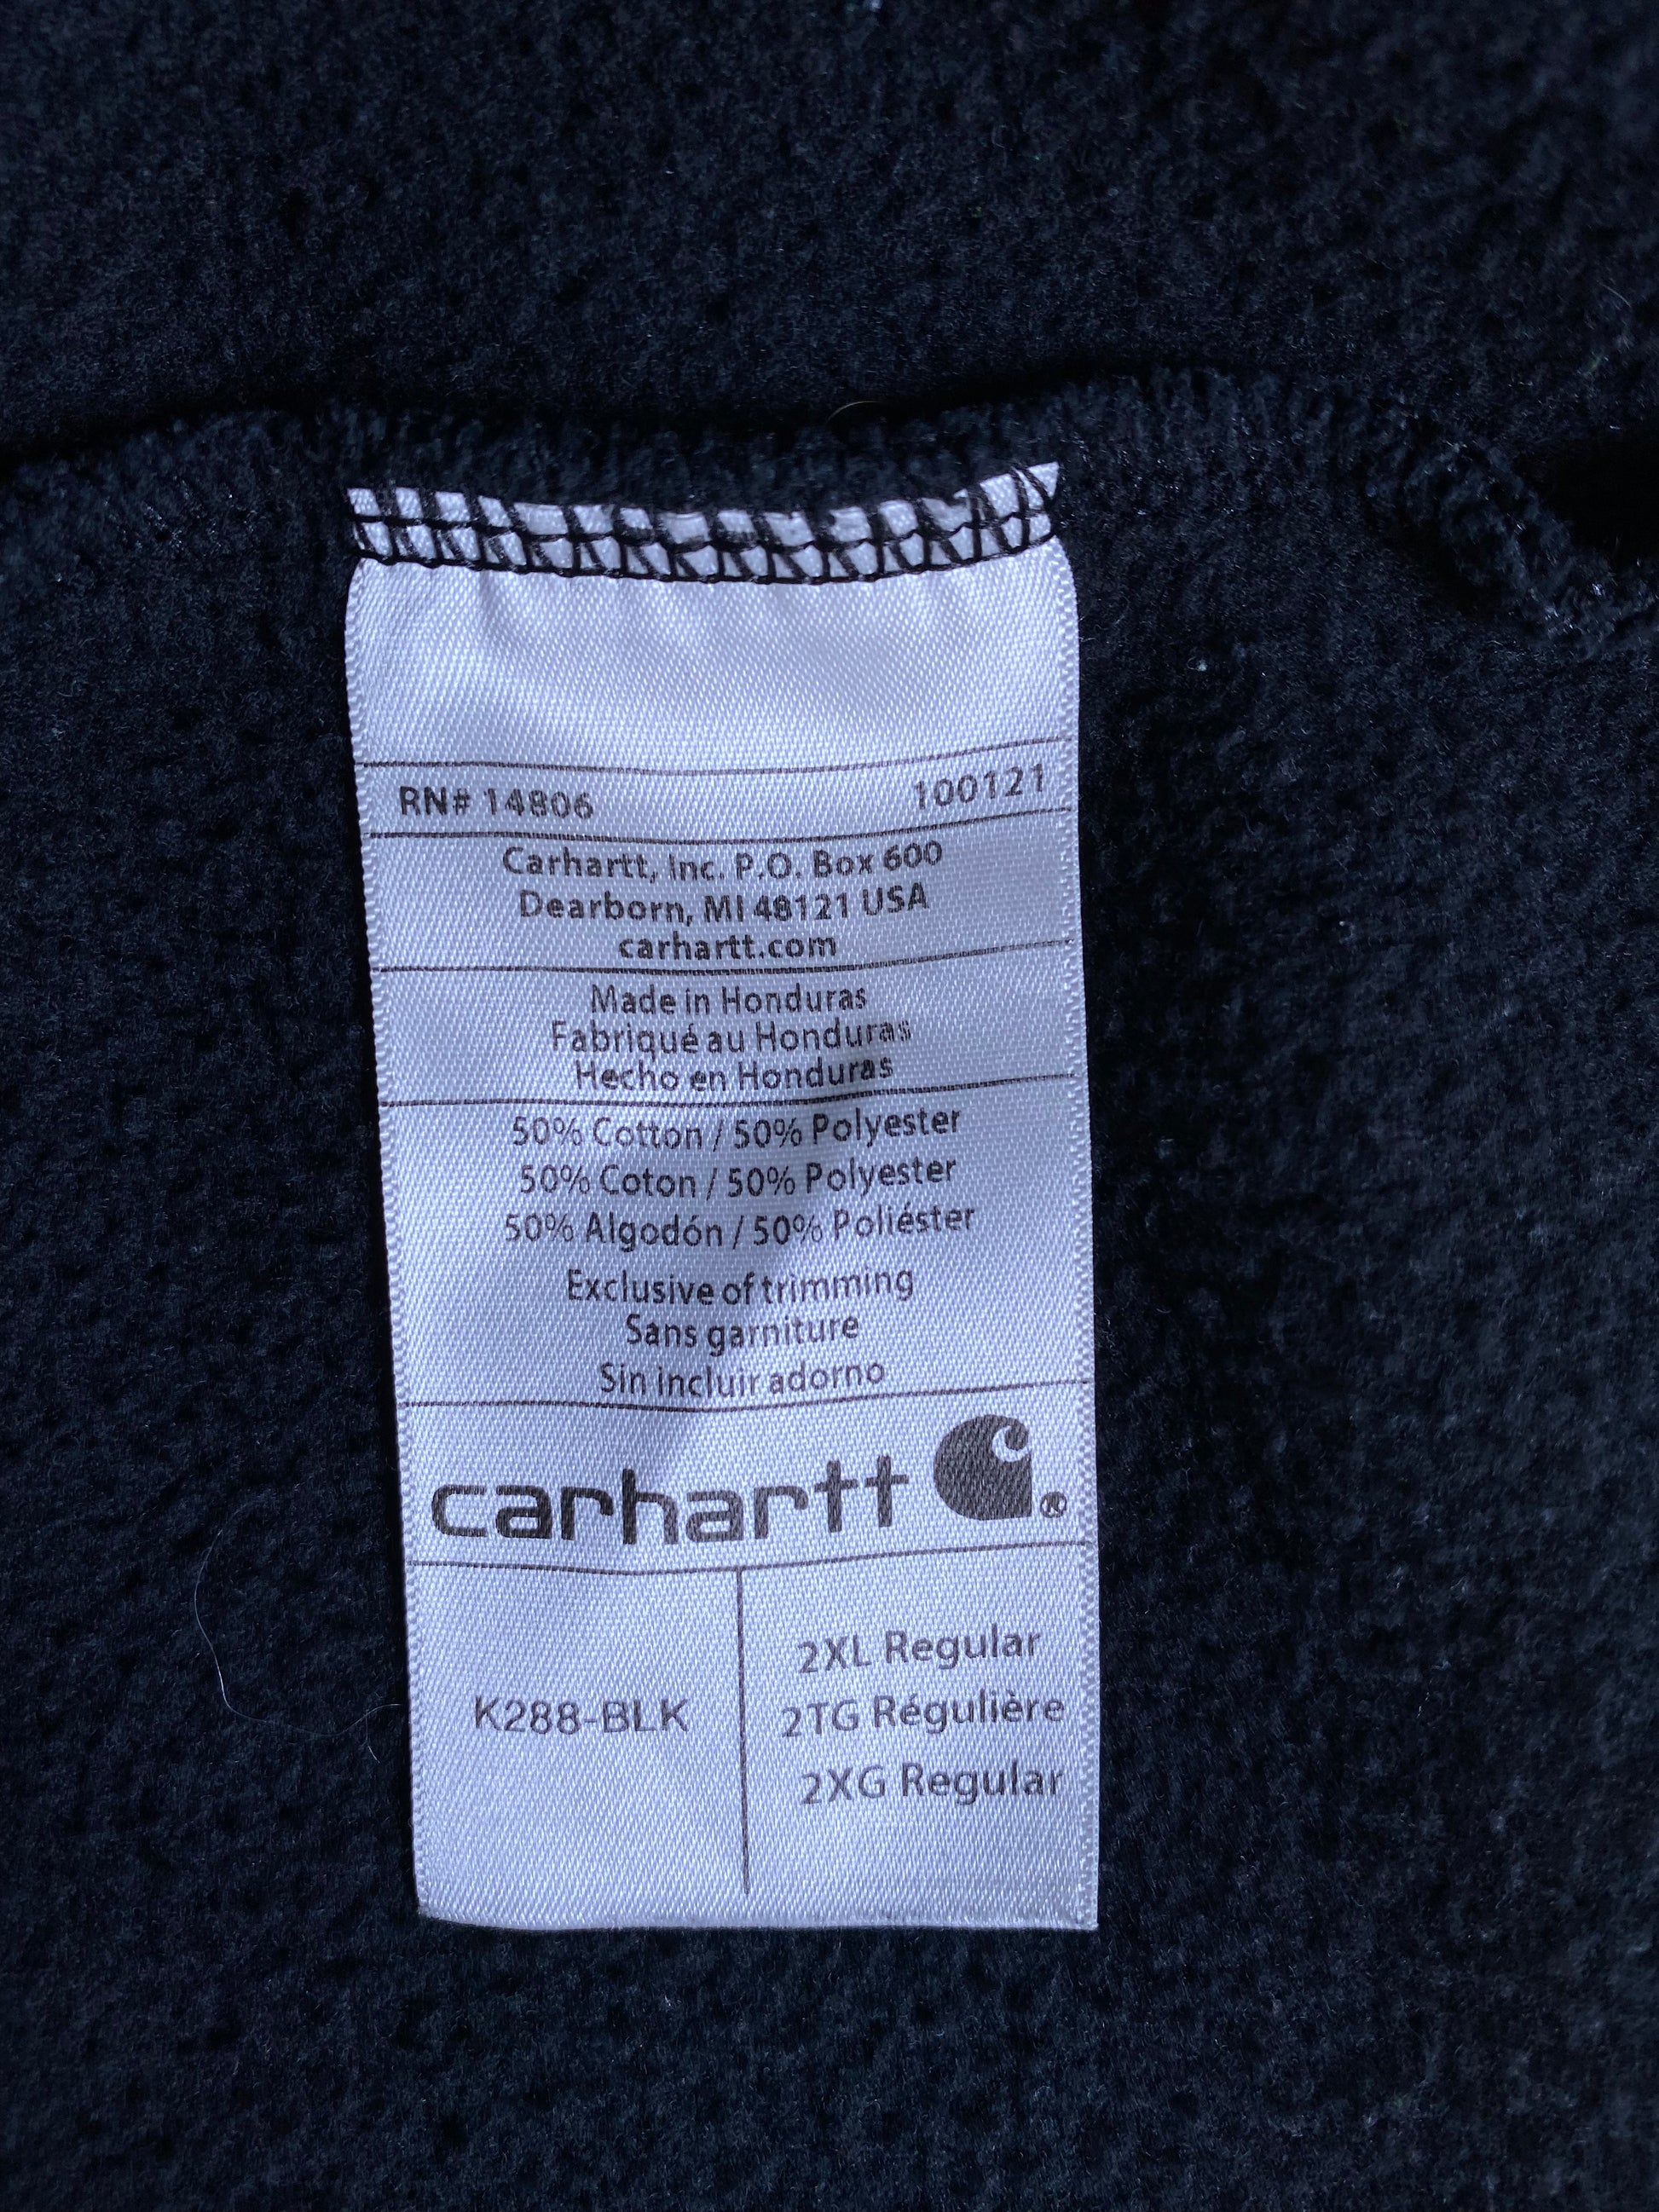 RN# 14806 100121
Carhartt, Inc. P.O. Box 600
Dearborn, MI 48121 USA
carhartt.com
Made in Honduras
Fabriqué au Honduras
Hecho en Honduras
50% Cotton / 50% Polyester
50% Coton / 50% Polyester
50% Algodón / 50% Poliéster
Exclusive of trimming
Sans garniture
Sin incluir adorno
carhartt ®
K288-BLK
2XL Regular
2TG Régulière
2XG Regular